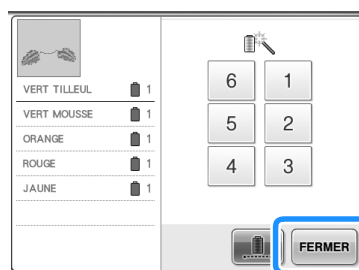 VERT TILLEUL 1
VERT MOUSSE 1
ORANGE 1
ROUGE 1
JAUNE 1
6 1
5 2
4 3
FERMER